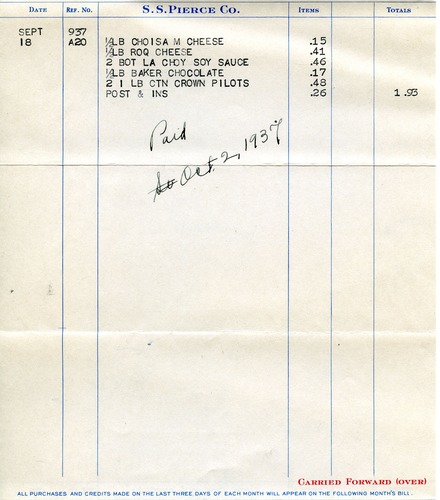 DATE REF. NO. S.S.PIERCE CO. ITEMS TOTALS
SEPT 937
18 A20 ½LB CHOISA M CHEESE .15
½LB ROQ CHEESE .41
2 BOT LA CHOY SOY SAUCE .46
½LB BAKER CHOCOLATE .17
2 1 LB CTN CROWN PILOTS .48
POST & INS .26 1.93
Paid
Oct 2, 1937
CARRIED FORWARD (OVER)
ALL PURCHASES AND CREDITS MADE ON THE LAST THREE DAYS OF EACH MONTH WILL APPEAR ON THE FOLLOWING MONTH'S BILL.